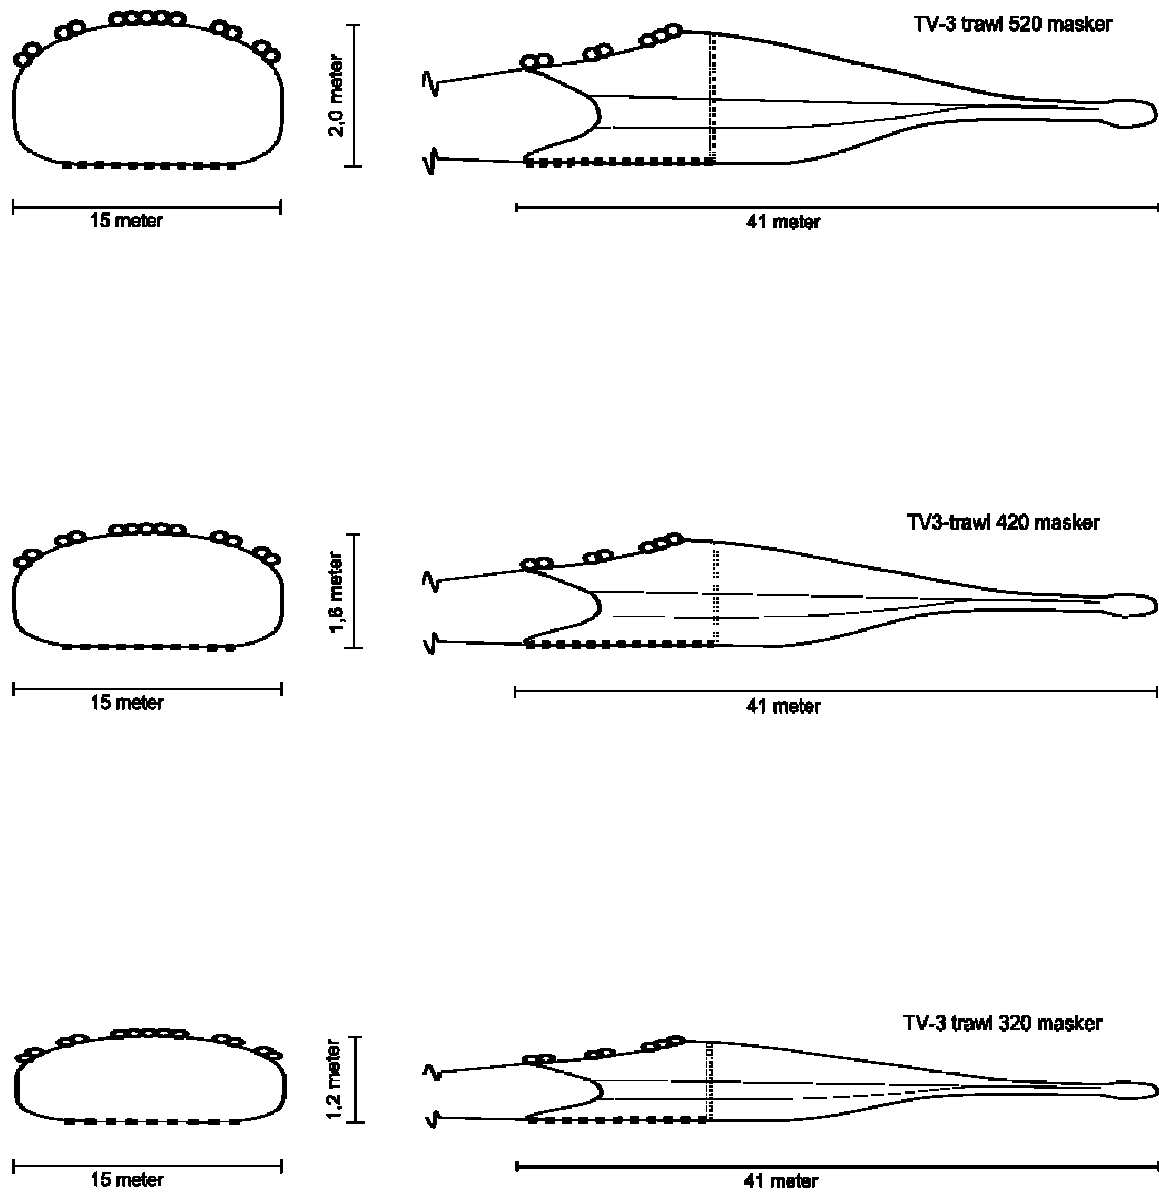 TV-3 trawl 520 masker
2,0 meter
15 meter
41 meter
TV3-trawl 420 masker
1,6 meter
15 meter
41 meter
TV-3 trawl 320 masker
1,2 meter
15 meter
41 meter